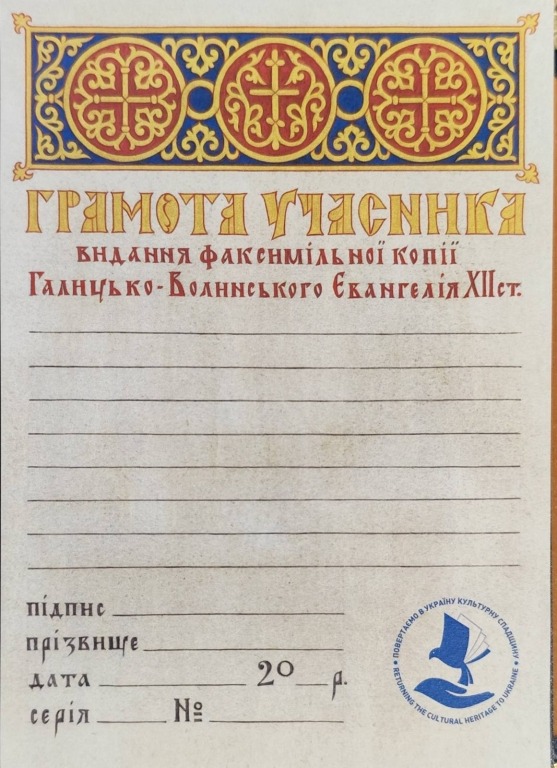 ГРАМОТА УЧАСНИКА
видання факсимільної копії
Галицько-Волинського Євангелія XII ст.
підпис
прізвище
дата 20 р.
серія №
ПОВЕРТАЄМО В УКРАЇНУ КУЛЬТУРНУ СПАДЩИНУ
RETURNING THE CULTURAL HERITAGE TO UKRAINE